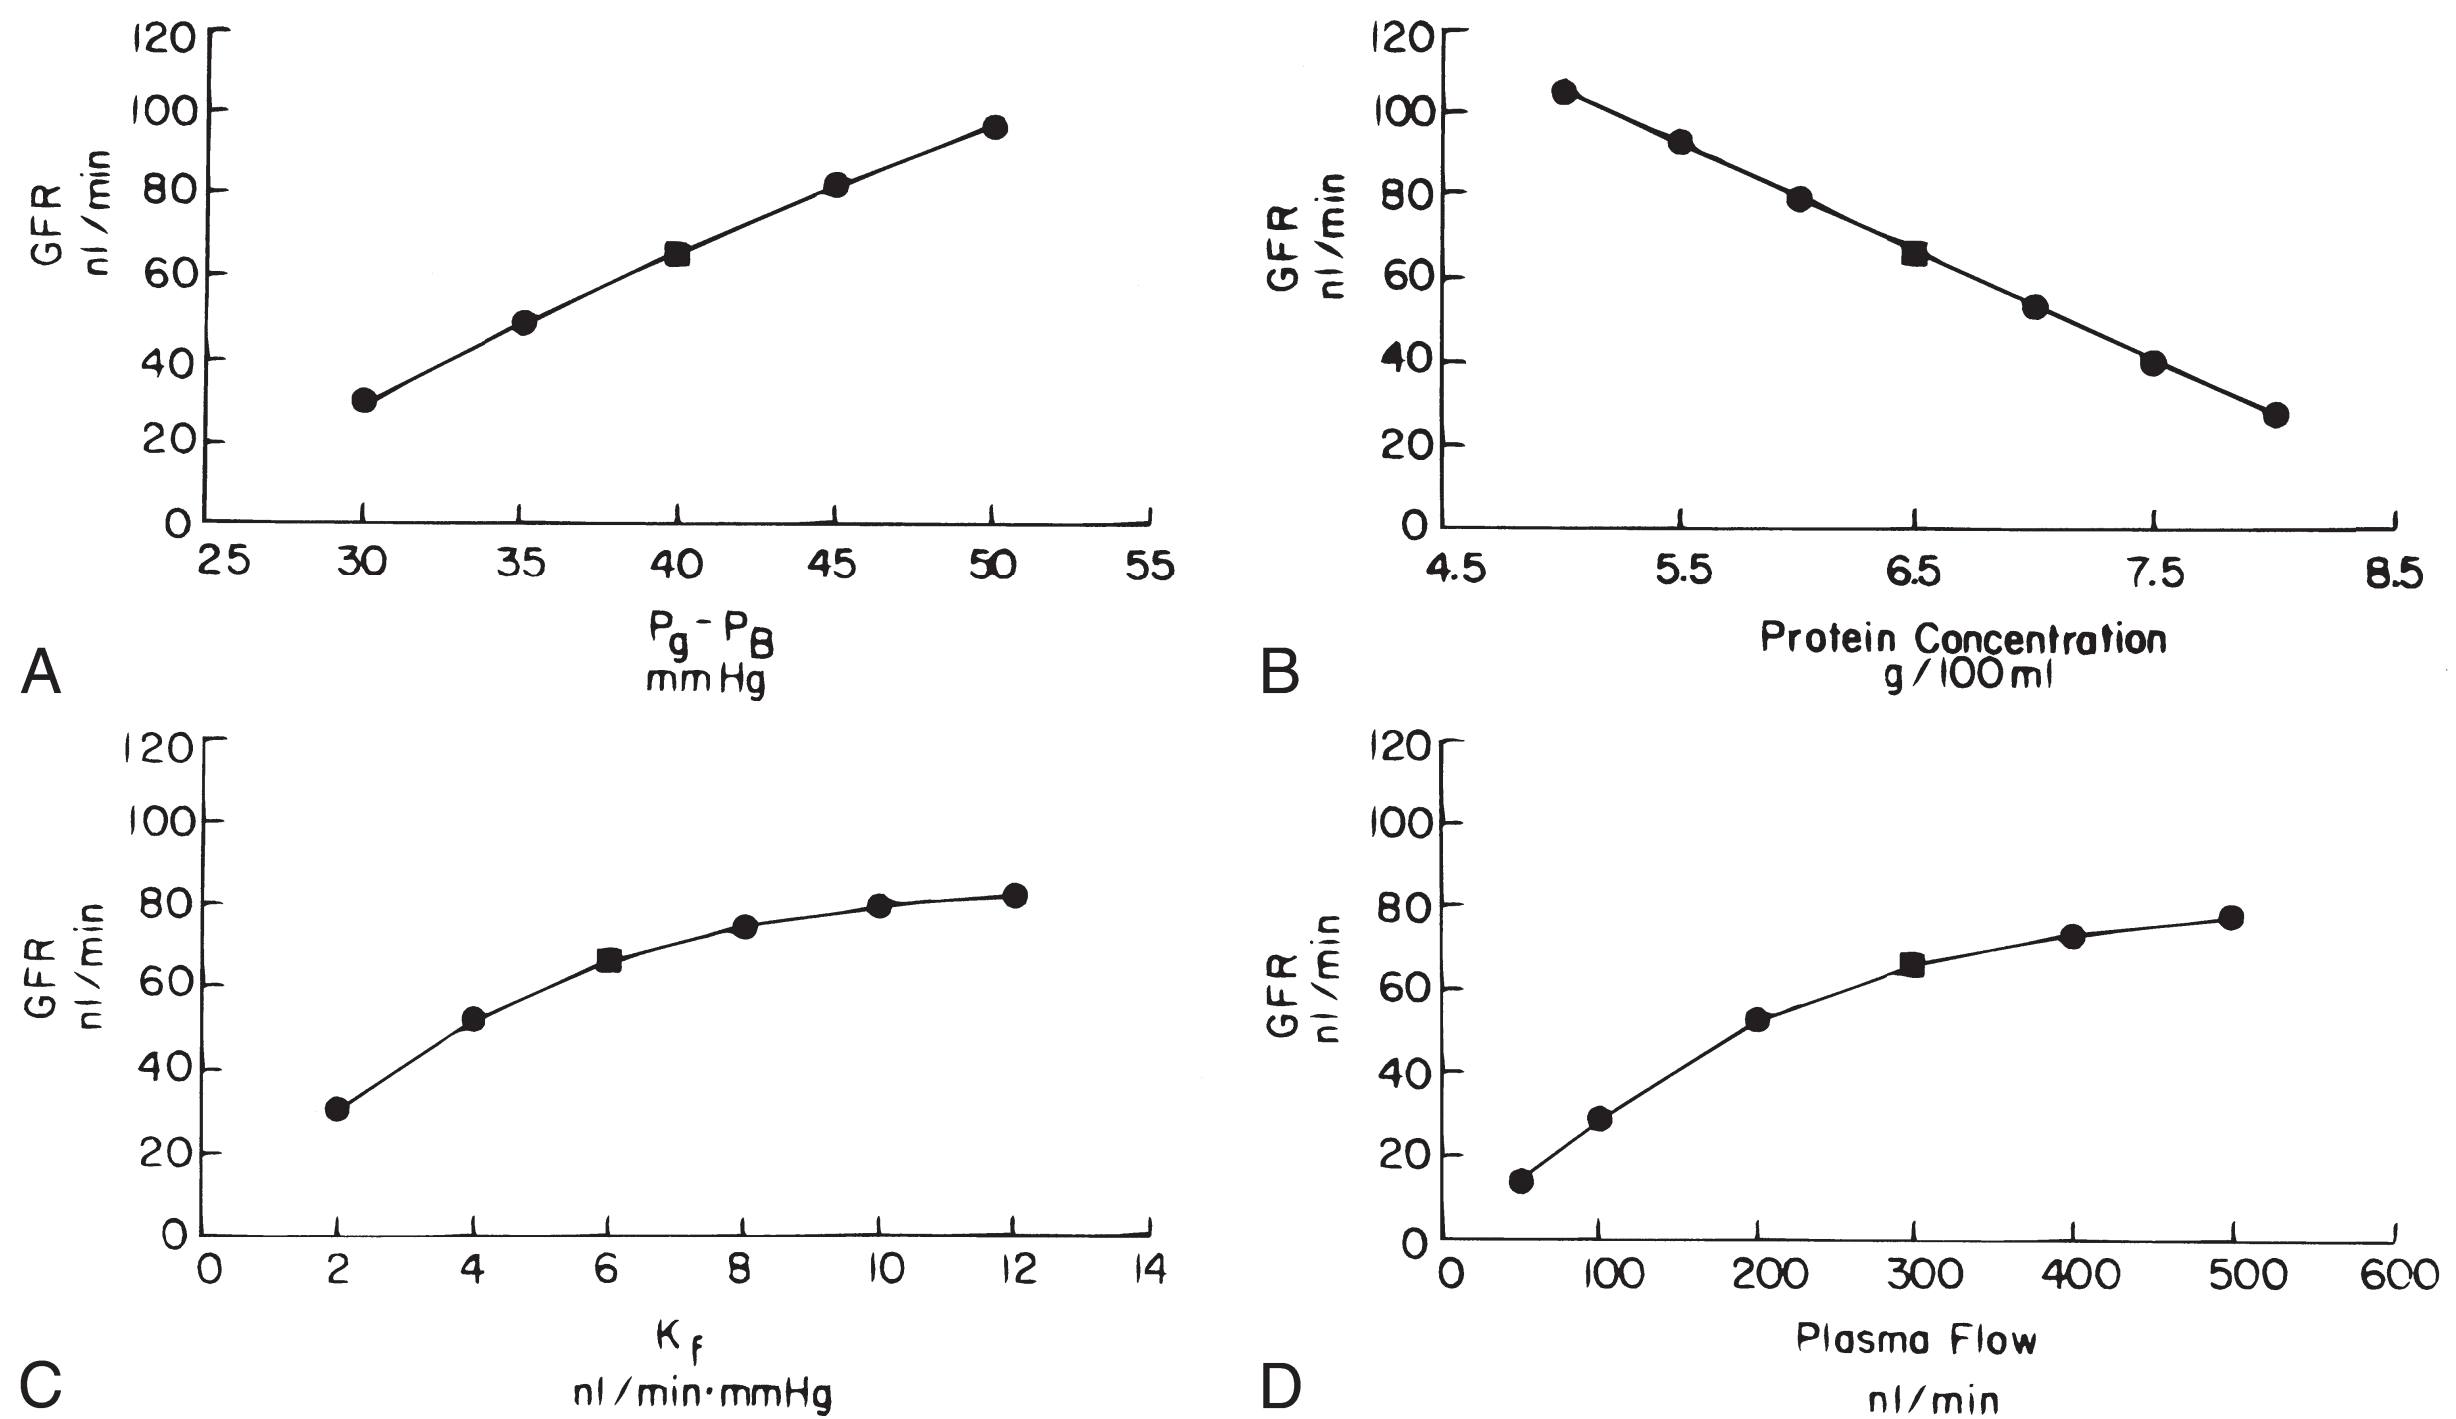 120
100
80
60
40
20
0
GFR
nl/min
25 30 35 40 45 50 55
Pg - PB
mm Hg
A
120
100
80
60
40
20
0
GFR
nl/min
4.5 5.5 6.5 7.5 8.5
Protein Concentration
g/100ml
B
120
100
80
60
40
20
0
GFR
nl/min
0 2 4 6 8 10 12 14
Kf
nl/min·mmHg
C
120
100
80
60
40
20
0
GFR
nl/min
0 100 200 300 400 500 600
Plasma Flow
nl/min
D